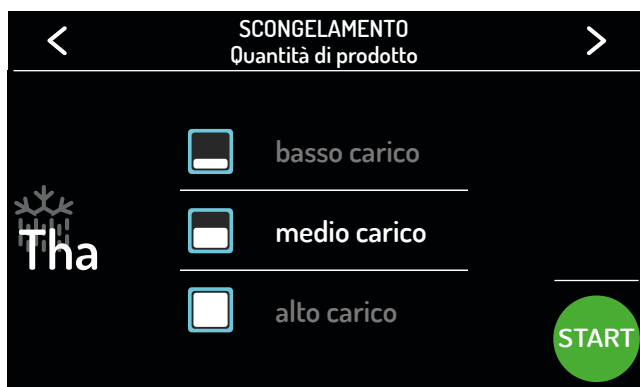 SCONGELAMENTO
Quantità di prodotto
basso carico
medio carico
Tha
alto carico
START